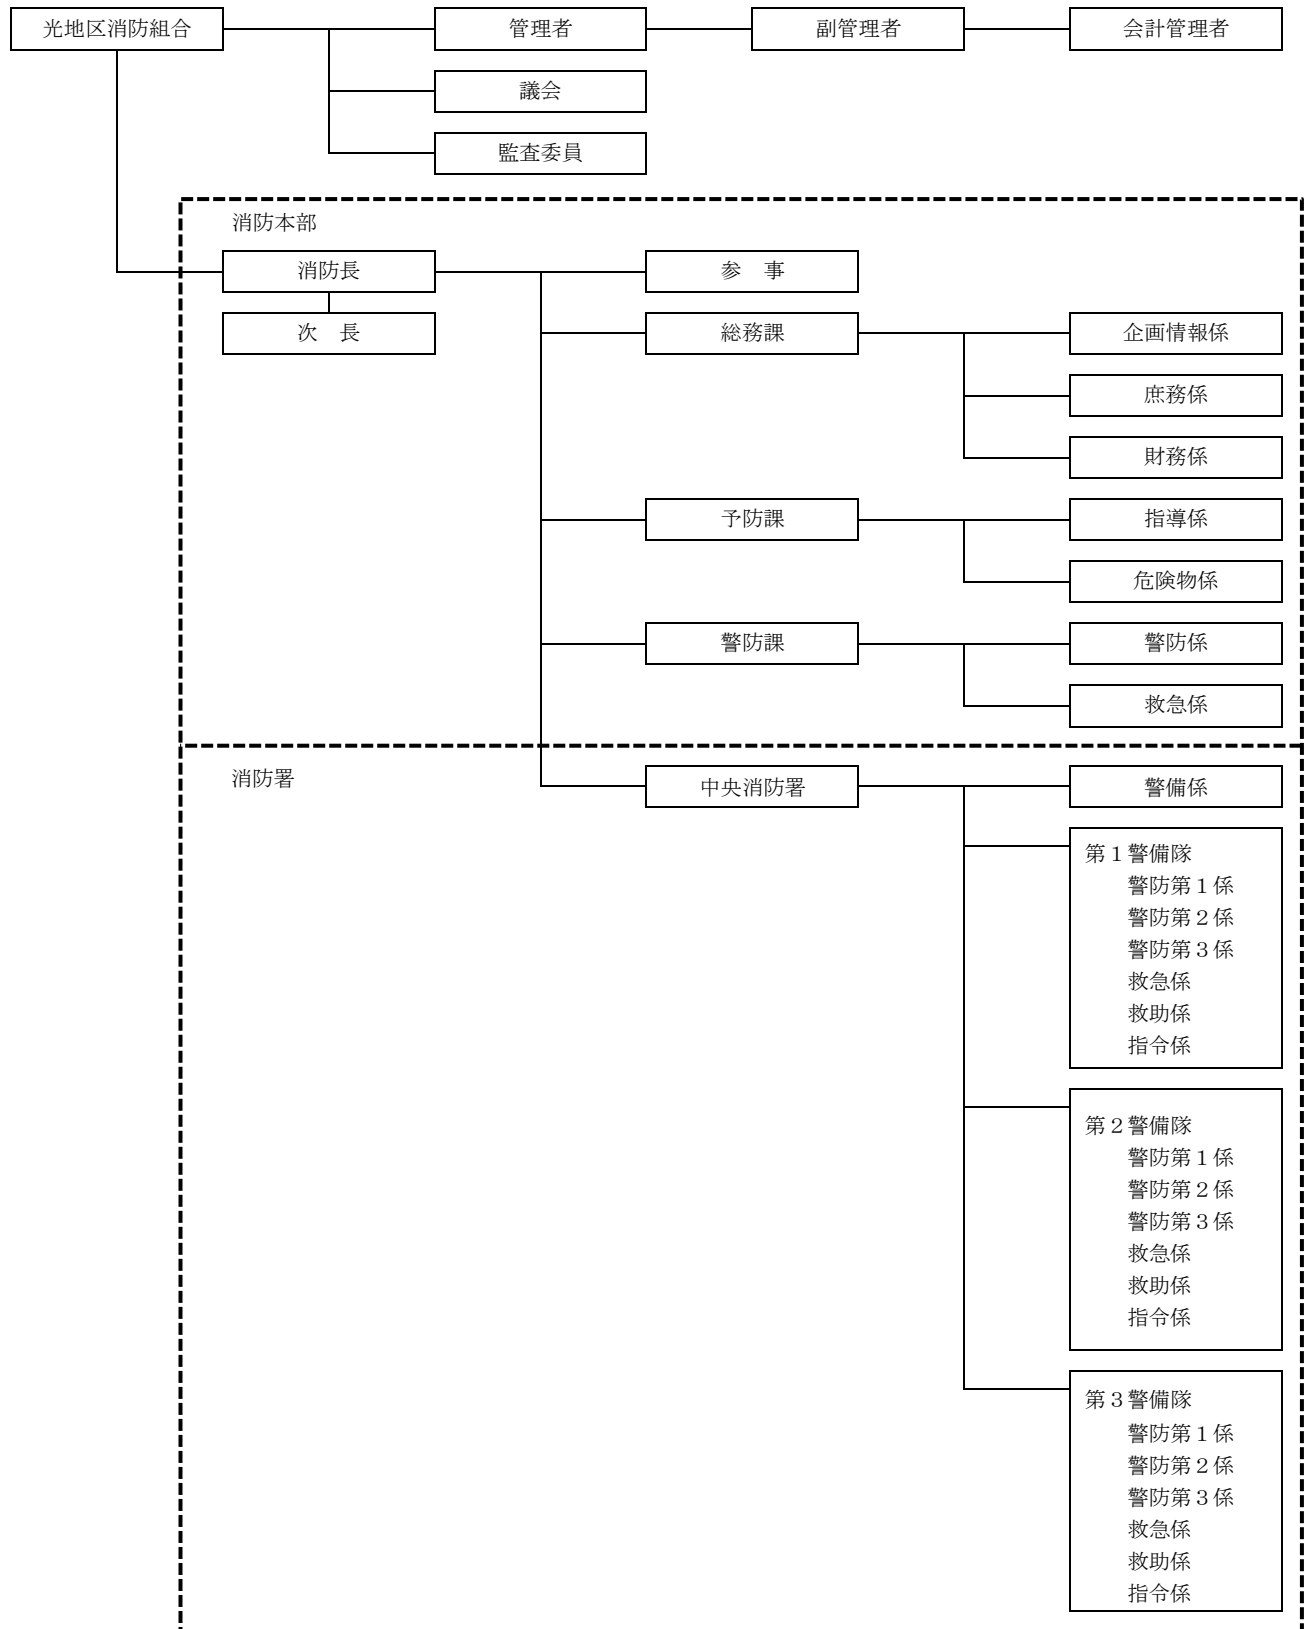 光地区消防組合
管理者
副管理者
会計管理者
議会
監査委員
消防本部
消防長
参　事
次　長
総務課
企画情報係
庶務係
財務係
予防課
指導係
危険物係
警防課
警防係
救急係
消防署
中央消防署
警備係
第１警備隊
警防第１係
警防第２係
警防第３係
救急係
救助係
指令係
第２警備隊
警防第１係
警防第２係
警防第３係
救急係
救助係
指令係
第３警備隊
警防第１係
警防第２係
警防第３係
救急係
救助係
指令係